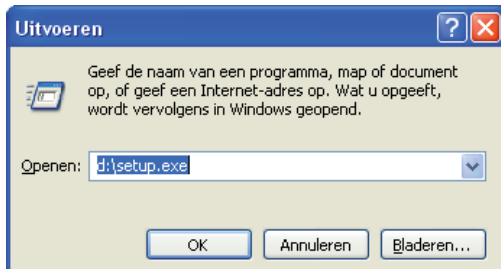 Uitvoeren
Geef de naam van een programma, map of document
op, of geef een Internet-adres op. Wat u opgeeft,
wordt vervolgens in Windows geopend.
Openen: d:\setup.exe
OK Annuleren Bladeren...